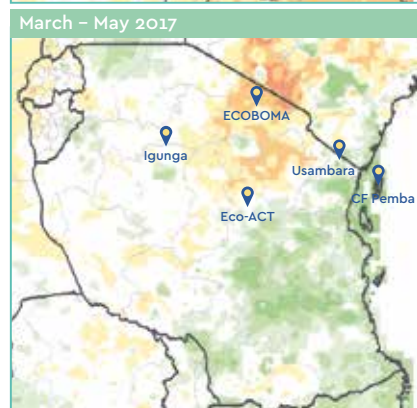 March – May 2017
ECOBOMA
Igunga
Usambara
CF Pemba
Eco-ACT